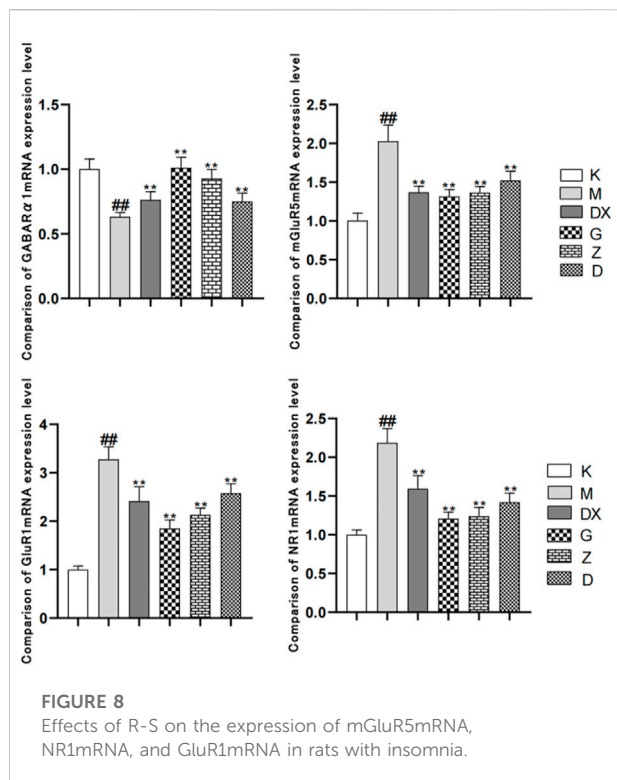 Comparison of GABARα1mRNA expression level
1.5
1.0
0.5
0.0
##
**
**
**
**
Comparison of mGluR5mRNA expression level
2.5
2.0
1.5
1.0
0.5
0.0
##
**
**
**
**
K
M
DX
G
Z
D
Comparison of GluR1mRNA expression level
4
3
2
1
0
##
**
**
**
**
Comparison of NR1mRNA expression level
2.5
2.0
1.5
1.0
0.5
0.0
##
**
**
**
**
K
M
DX
G
Z
D
FIGURE 8
Effects of R-S on the expression of mGluR5mRNA,
NR1mRNA, and GluR1mRNA in rats with insomnia.